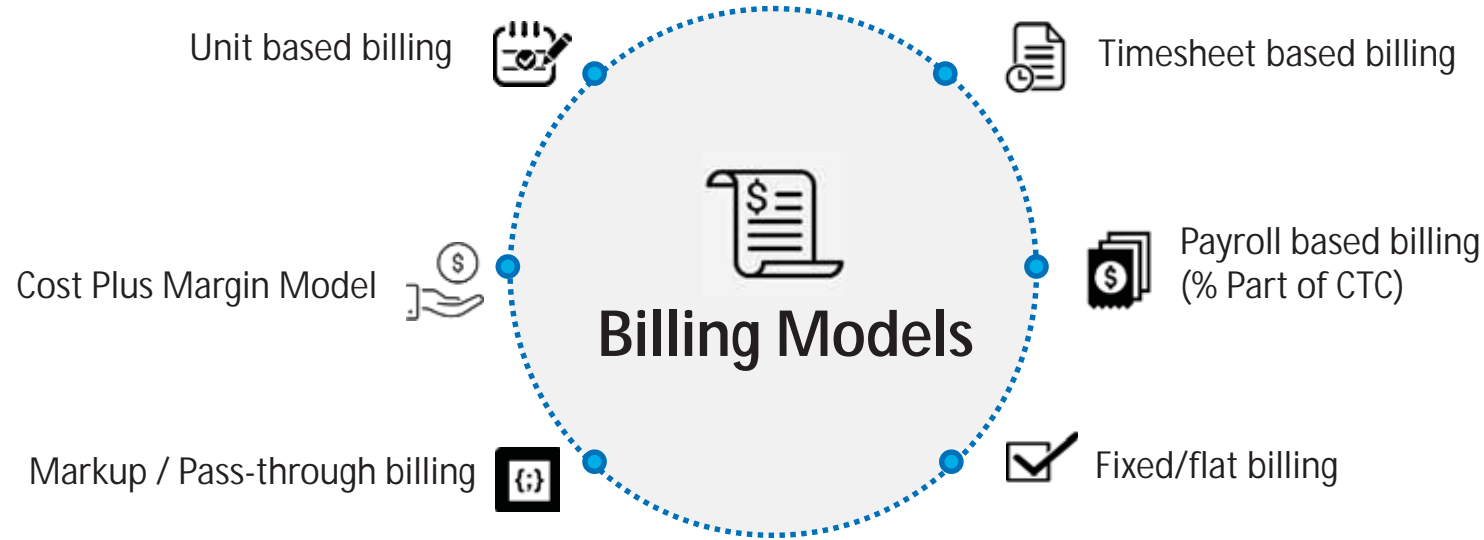 Unit based billing
Timesheet based billing
$
$
Cost Plus Margin Model
$
Payroll based billing
(% Part of CTC)
Billing Models
Markup / Pass-through billing
{;}
Fixed/flat billing